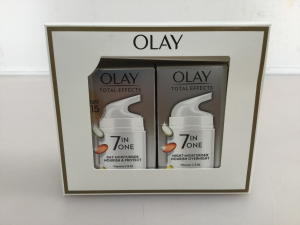 OLAY
OLAY
TOTAL EFFECTS
15
7 IN
ONE
DAY MOISTURISER
NOURISH & PROTECT
OLAY
TOTAL EFFECTS
7 IN
ONE
NIGHT MOISTURISER
NOURISH OVERNIGHT